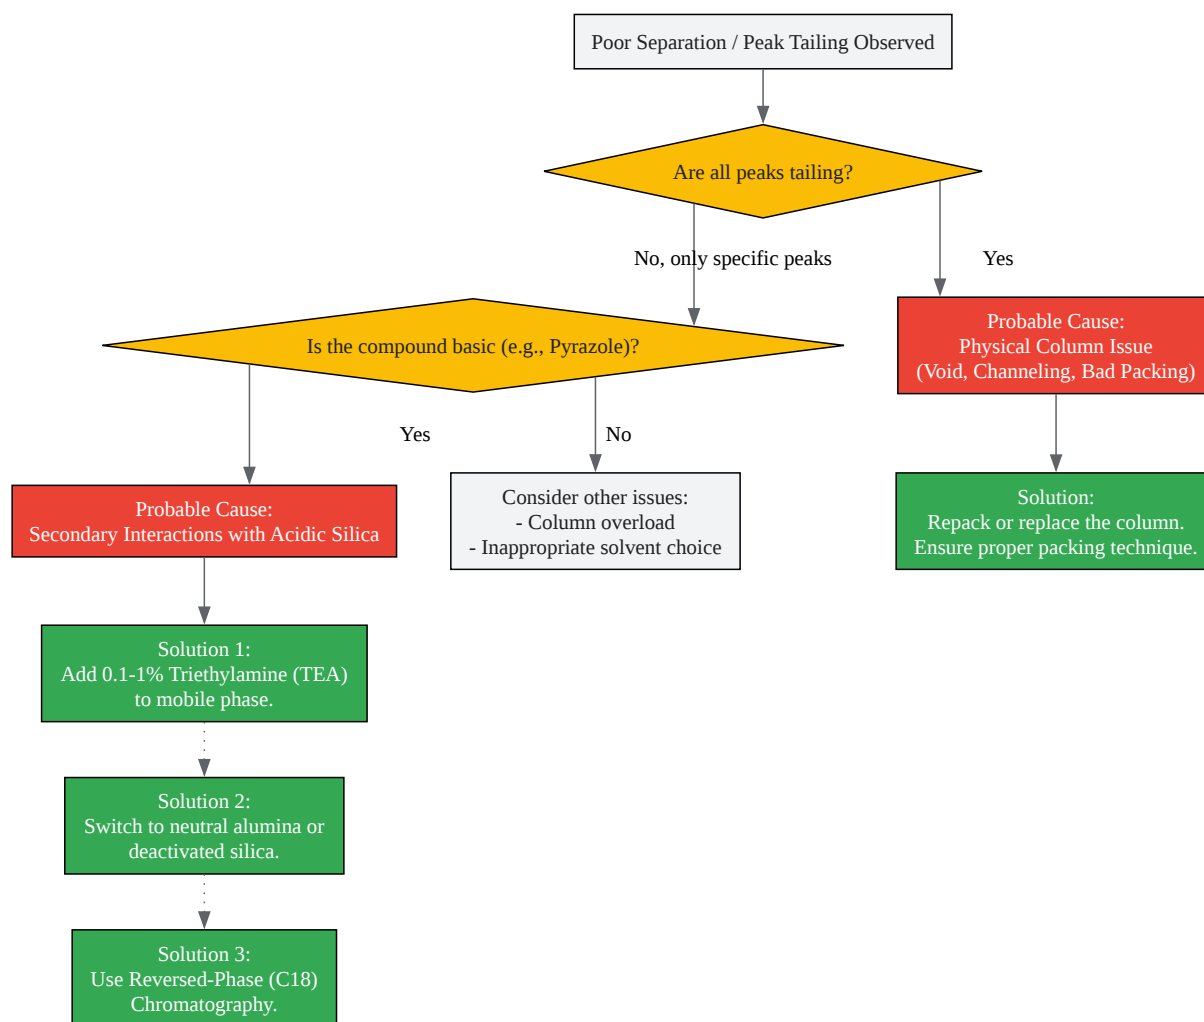 Poor Separation / Peak Tailing Observed
Are all peaks tailing?
No, only specific peaks
Yes
Is the compound basic (e.g., Pyrazole)?
Probable Cause:
Physical Column Issue
(Void, Channeling, Bad Packing)
Yes
No
Probable Cause:
Secondary Interactions with Acidic Silica
Consider other issues:
- Column overload
- Inappropriate solvent choice
Solution:
Repack or replace the column.
Ensure proper packing technique.
Solution 1:
Add 0.1-1% Triethylamine (TEA)
to mobile phase.
Solution 2:
Switch to neutral alumina or
deactivated silica.
Solution 3:
Use Reversed-Phase (C18)
Chromatography.